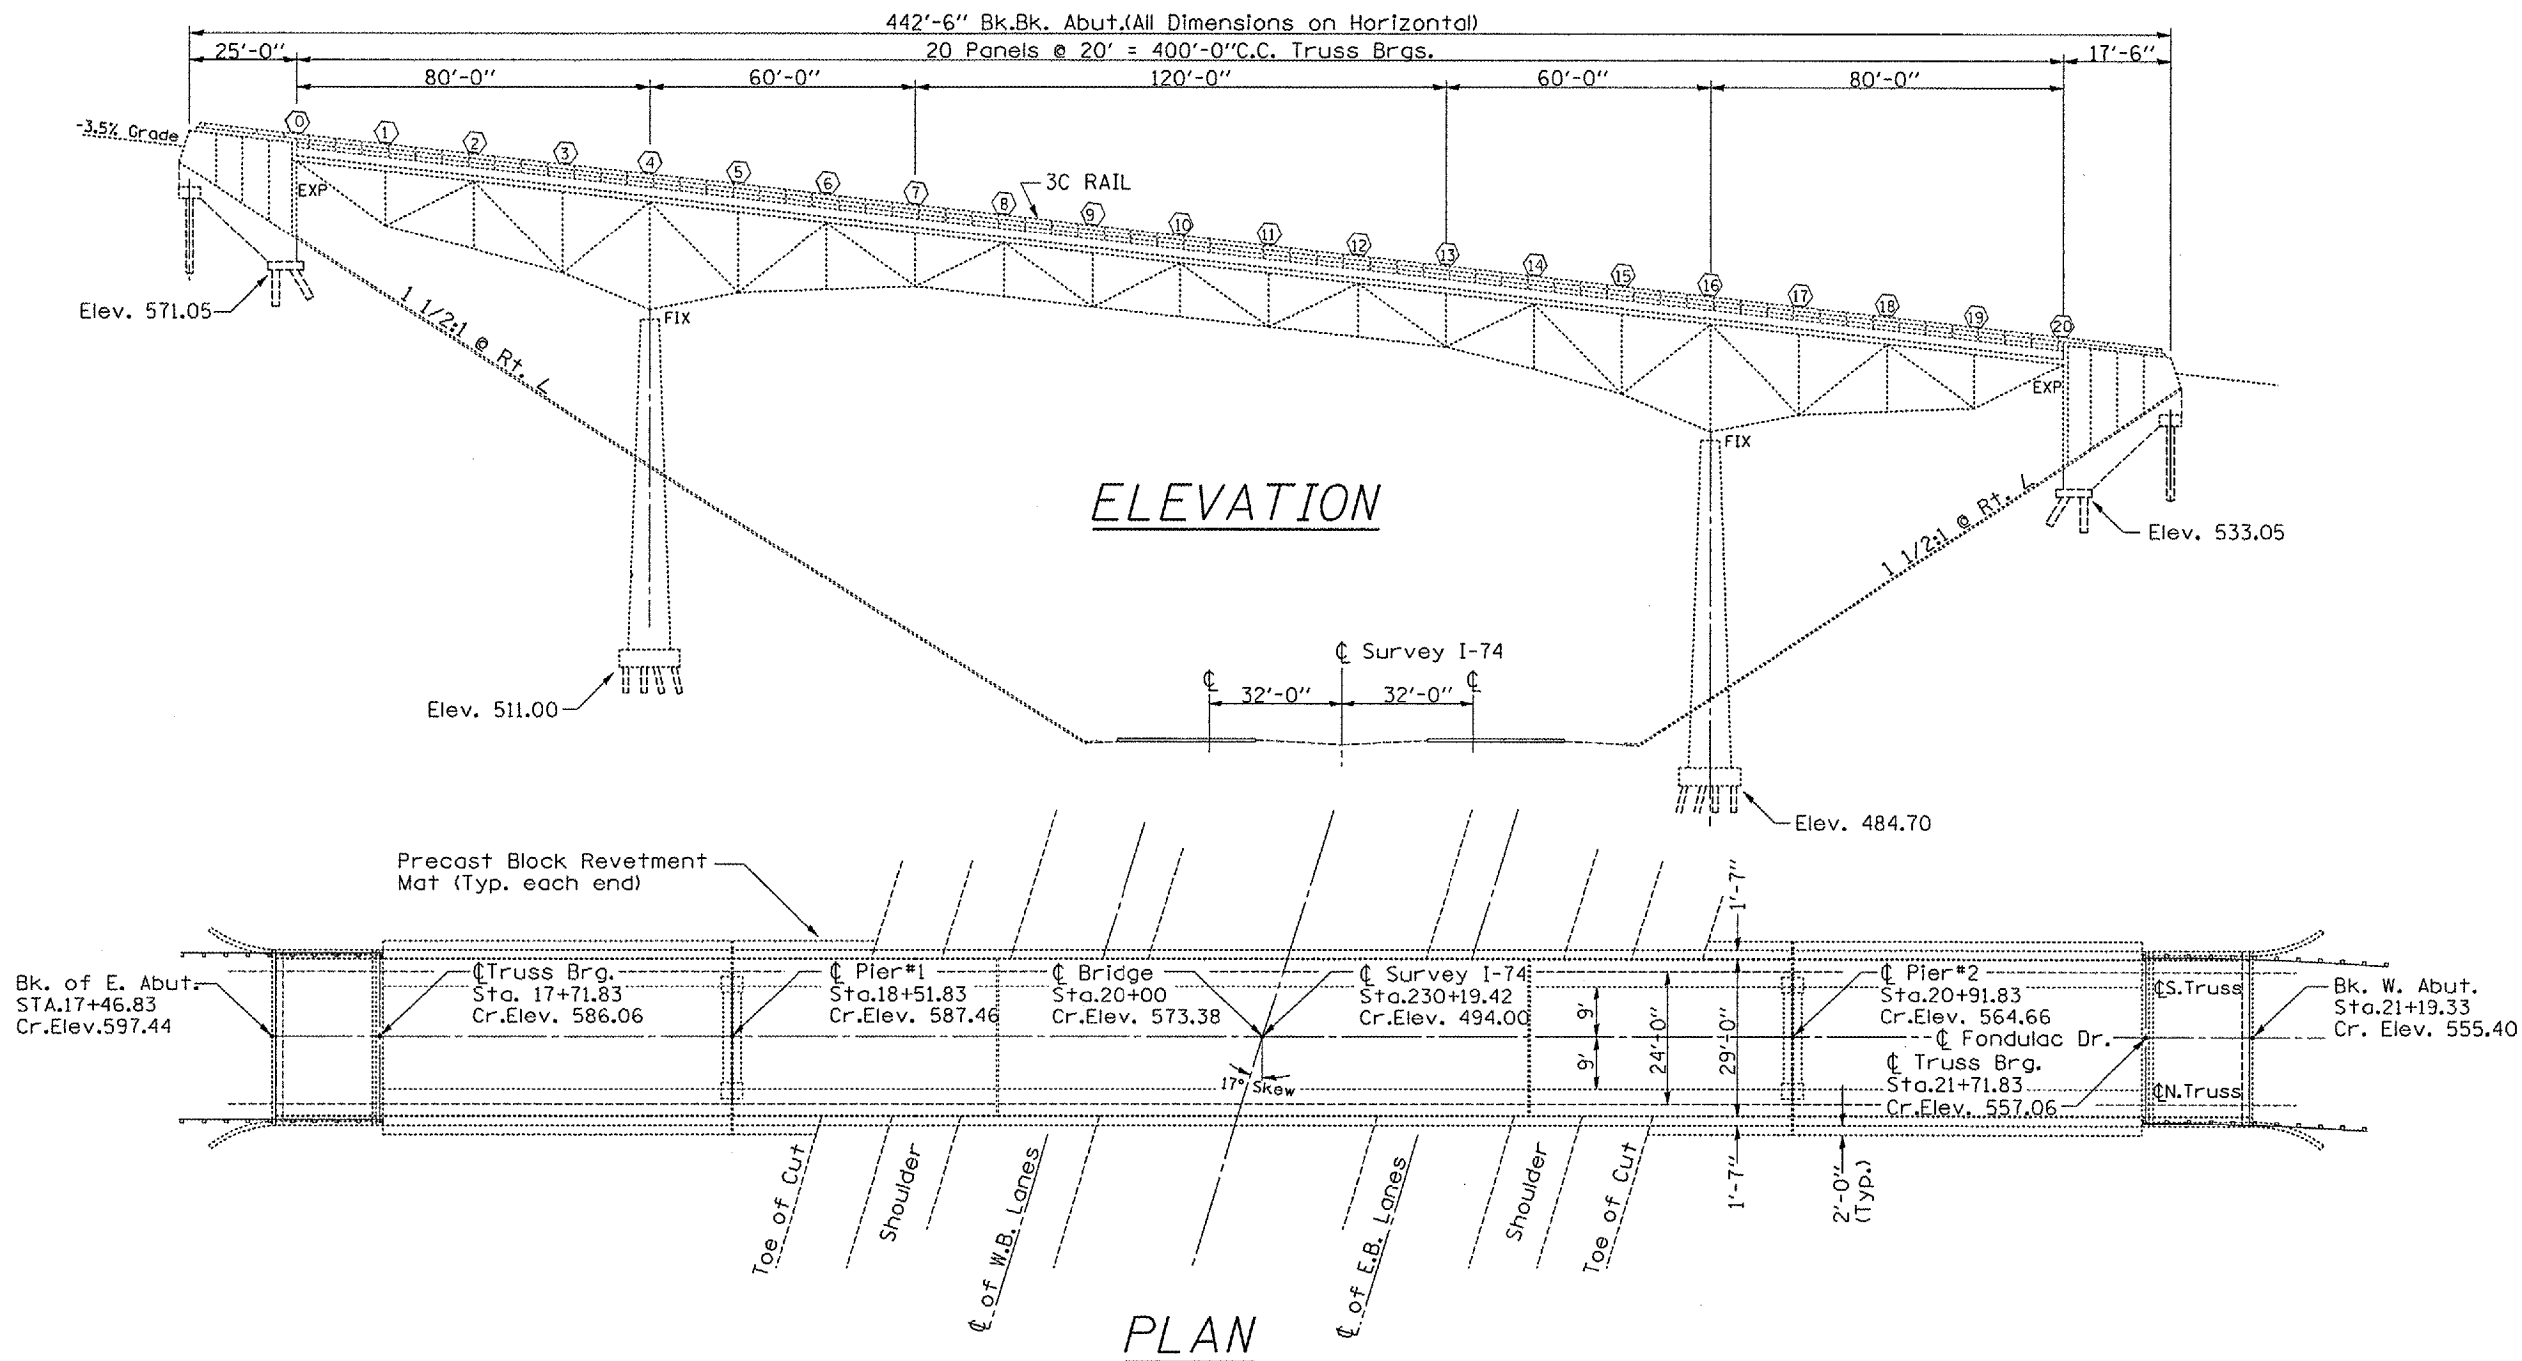 442'-6" Bk.Bk. Abut.(All Dimensions on Horizontal)
25'-0"
20 Panels @ 20' = 400'-0"C.C. Truss Brgs.
17'-6"
80'-0"
60'-0"
120'-0"
60'-0"
80'-0"
-3.5% Grade
0
1
2
3
4
5
6
7
8
9
10
11
12
13
14
15
16
17
18
19
20
3C RAIL
EXP
FIX
EXP
FIX
Elev. 571.05
1 1/2:1 @ Rt. ∠
ELEVATION
1 1/2:1 @ Rt. ∠
Elev. 533.05
℄ Survey I-74
℄
℄
32'-0"
32'-0"
Elev. 511.00
Elev. 484.70
Precast Block Revetment
Mat (Typ. each end)
1'-7"
Bk. of E. Abut.
STA.17+46.83
Cr.Elev.597.44
℄Truss Brg.
Sta. 17+71.83
Cr.Elev. 586.06
℄ Pier#1
Sta.18+51.83
Cr.Elev. 587.46
℄ Bridge
Sta.20+00
Cr.Elev. 573.38
℄ Survey I-74
Sta.230+19.42
Cr.Elev. 494.00
9'
9'
24'-0"
29'-0"
℄ Pier#2
Sta.20+91.83
Cr.Elev. 564.66
℄ Fondulac Dr.
℄ Truss Brg.
Sta.21+71.83
Cr.Elev. 557.06
℄S.Truss
℄N.Truss
Bk. W. Abut.
Sta.21+19.33
Cr. Elev. 555.40
17° Skew
Toe of Cut
Shoulder
℄ of W.B. Lanes
℄ of E.B. Lanes
Shoulder
Toe of Cut
1'-7"
2'-0"
(Typ.)
PLAN